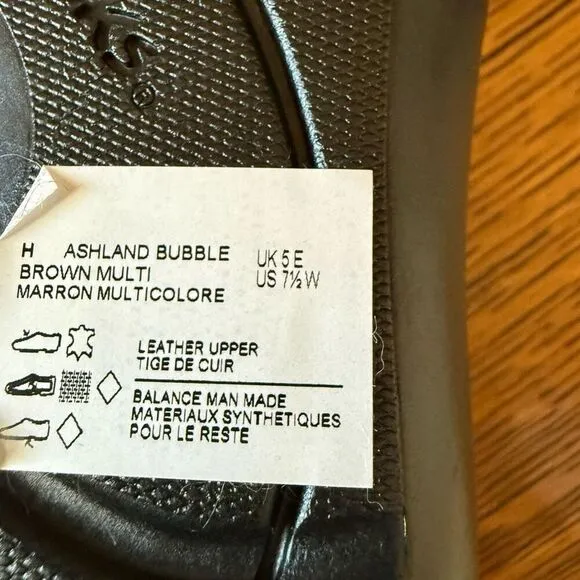 KS®
H ASHLAND BUBBLE UK 5 E
BROWN MULTI US 7½ W
MARRON MULTICOLORE
LEATHER UPPER
TIGE DE CUIR
BALANCE MAN MADE
MATERIAUX SYNTHETIQUES
POUR LE RESTE